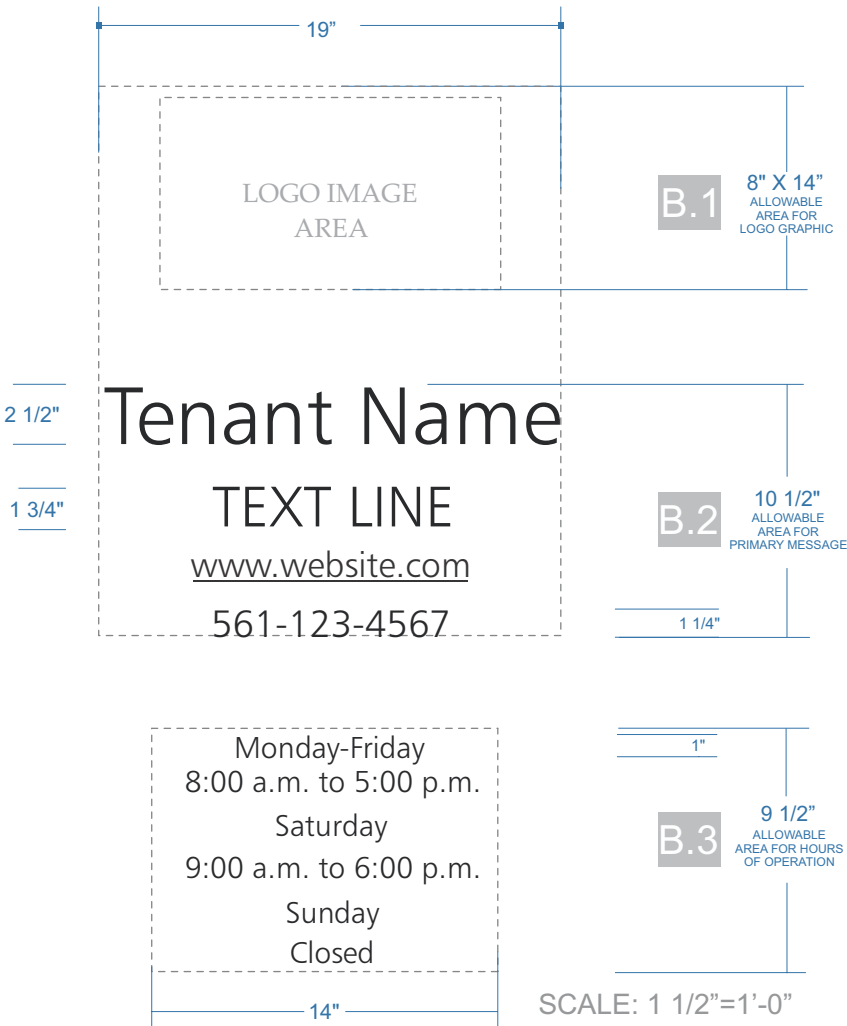 19”
LOGO IMAGE
AREA
B.1
8" X 14”
ALLOWABLE
AREA FOR
LOGO GRAPHIC
2 1/2"
Tenant Name
1 3/4"
TEXT LINE
www.website.com
561-123-4567
B.2
10 1/2"
ALLOWABLE
AREA FOR
PRIMARY MESSAGE
1 1/4"
Monday-Friday
8:00 a.m. to 5:00 p.m.
Saturday
9:00 a.m. to 6:00 p.m.
Sunday
Closed
1"
B.3
9 1/2”
ALLOWABLE
AREA FOR HOURS
OF OPERATION
14"
SCALE: 1 1/2”=1’-0”